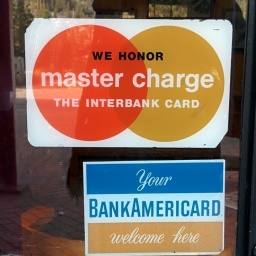 WE HONOR
master charge
THE INTERBANK CARD
Your
BANKAMERICARD
welcome here